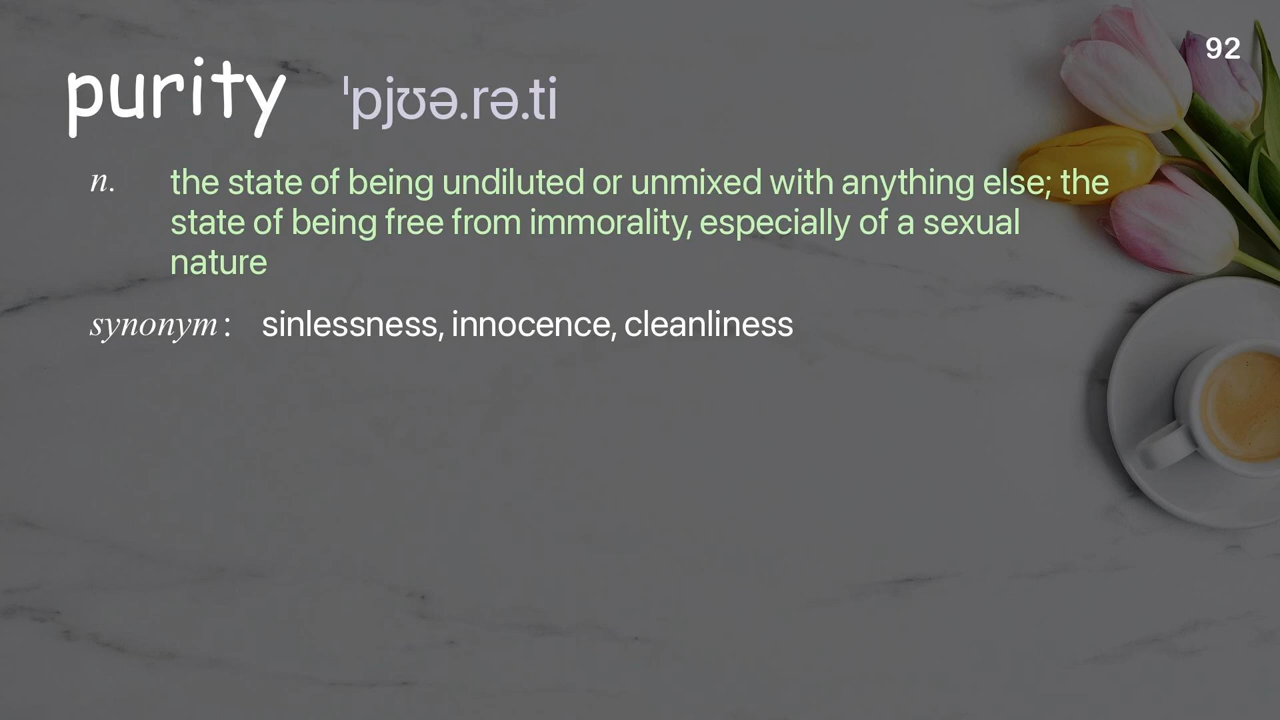 92
purity ˈpjʊə.rə.ti
n. the state of being undiluted or unmixed with anything else; the
state of being free from immorality, especially of a sexual
nature
synonym: sinlessness, innocence, cleanliness